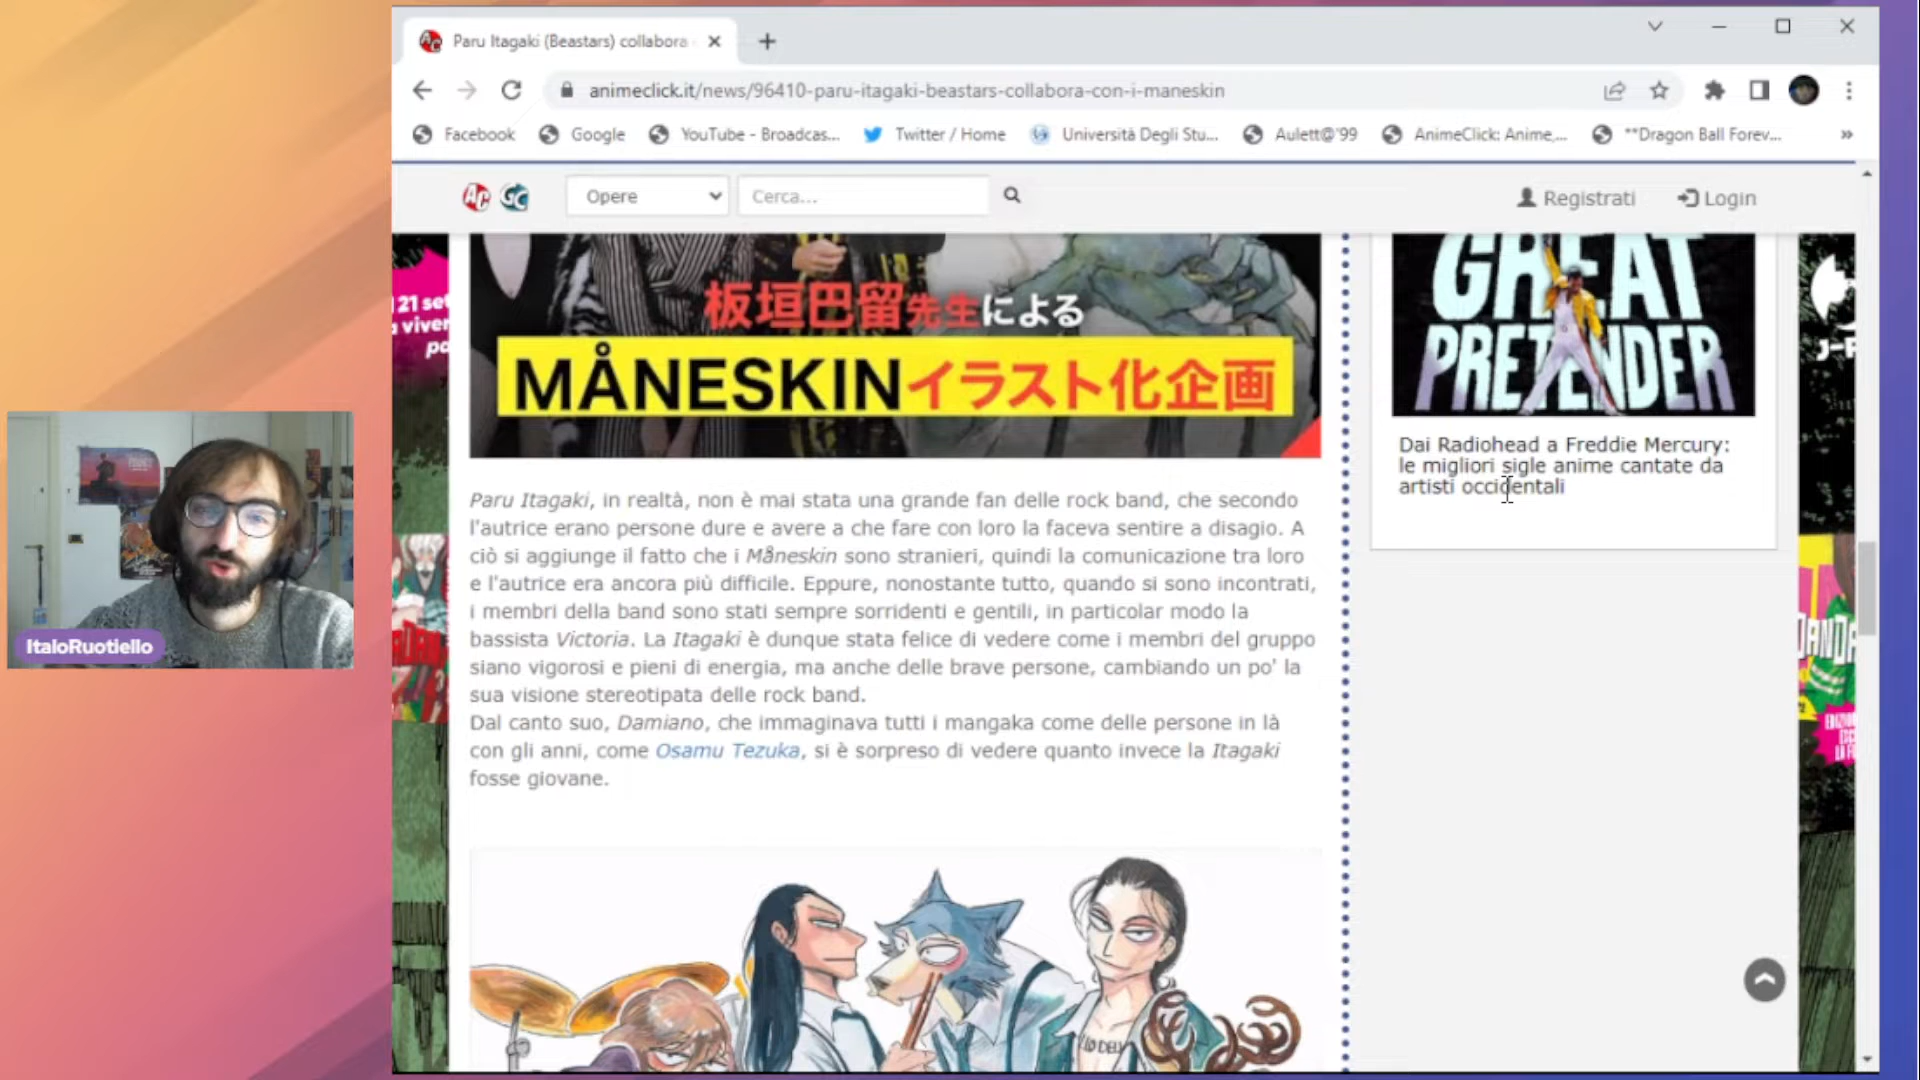 Paru Itagaki (Beastars) collabora
animeclick.it/news/96410-paru-itagaki-beastars-collabora-con-i-maneskin
Facebook
Google
YouTube - Broadcas...
Twitter / Home
Università Degli Stu...
Aulett@'99
AnimeClick: Anime,...
**Dragon Ball Forev...
»
AC
GC
Opere
Cerca...
Registrati
Login
21 set
a viver
pa
板垣巴留先生による
MÅNESKINイラスト化企画
GREAT
PRETENDER
Dai Radiohead a Freddie Mercury:
le migliori sigle anime cantate da
artisti occidentali
Paru Itagaki, in realtà, non è mai stata una grande fan delle rock band, che secondo
l'autrice erano persone dure e avere a che fare con loro la faceva sentire a disagio. A
ciò si aggiunge il fatto che i Måneskin sono stranieri, quindi la comunicazione tra loro
e l'autrice era ancora più difficile. Eppure, nonostante tutto, quando si sono incontrati,
i membri della band sono stati sempre sorridenti e gentili, in particolar modo la
bassista Victoria. La Itagaki è dunque stata felice di vedere come i membri del gruppo
siano vigorosi e pieni di energia, ma anche delle brave persone, cambiando un po' la
sua visione stereotipata delle rock band.
Dal canto suo, Damiano, che immaginava tutti i mangaka come delle persone in là
con gli anni, come Osamu Tezuka, si è sorpreso di vedere quanto invece la Itagaki
fosse giovane.
ItaloRuotiello